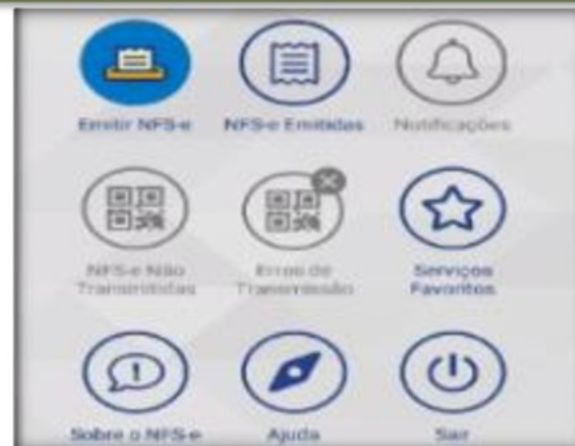 Emitir NFS-e
NFS-e Emitidas
Notificações
NFS-e Não
Transmitidas
Erros de
Transmissão
Serviços
Favoritos
Sobre o NFS-e
Ajuda
Sair